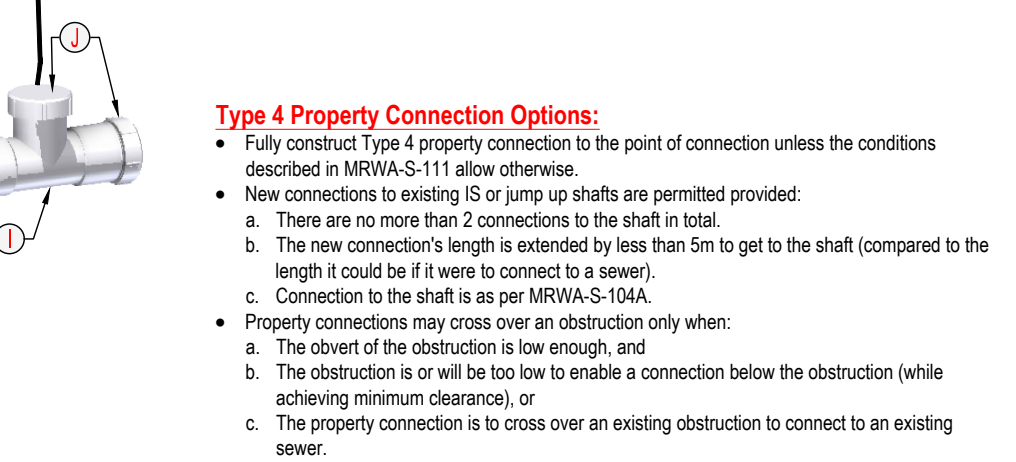 J
I
Type 4 Property Connection Options:
• Fully construct Type 4 property connection to the point of connection unless the conditions
described in MRWA-S-111 allow otherwise.
• New connections to existing IS or jump up shafts are permitted provided:
a. There are no more than 2 connections to the shaft in total.
b. The new connection's length is extended by less than 5m to get to the shaft (compared to the
length it could be if it were to connect to a sewer).
c. Connection to the shaft is as per MRWA-S-104A.
• Property connections may cross over an obstruction only when:
a. The obvert of the obstruction is low enough, and
b. The obstruction is or will be too low to enable a connection below the obstruction (while
achieving minimum clearance), or
c. The property connection is to cross over an existing obstruction to connect to an existing
sewer.